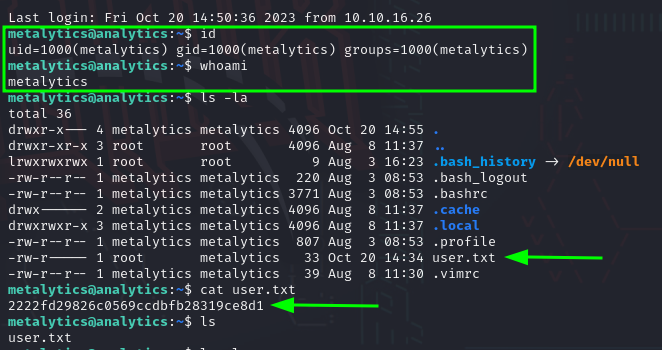 Last login: Fri Oct 20 14:50:36 2023 from 10.10.16.26
metalytics@analytics:~$ id
uid=1000(metalytics) gid=1000(metalytics) groups=1000(metalytics)
metalytics@analytics:~$ whoami
metalytics
metalytics@analytics:~$ ls -la
total 36
drwxr-x--- 4 metalytics metalytics 4096 Oct 20 14:55 .
drwxr-xr-x 3 root       root       4096 Aug  8 11:37 ..
lrwxrwxrwx 1 root       root          9 Aug  3 16:23 .bash_history -> /dev/null
-rw-r--r-- 1 metalytics metalytics  220 Aug  3 08:53 .bash_logout
-rw-r--r-- 1 metalytics metalytics 3771 Aug  3 08:53 .bashrc
drwx------ 2 metalytics metalytics 4096 Aug  8 11:37 .cache
drwxrwxr-x 3 metalytics metalytics 4096 Aug  8 11:37 .local
-rw-r--r-- 1 metalytics metalytics  807 Aug  3 08:53 .profile
-rw-r----- 1 root       metalytics   33 Oct 20 14:34 user.txt
-rw-r--r-- 1 metalytics metalytics   39 Aug  8 11:30 .vimrc
metalytics@analytics:~$ cat user.txt
2222fd29826c0569ccdbfb28319ce8d1
metalytics@analytics:~$ ls
user.txt